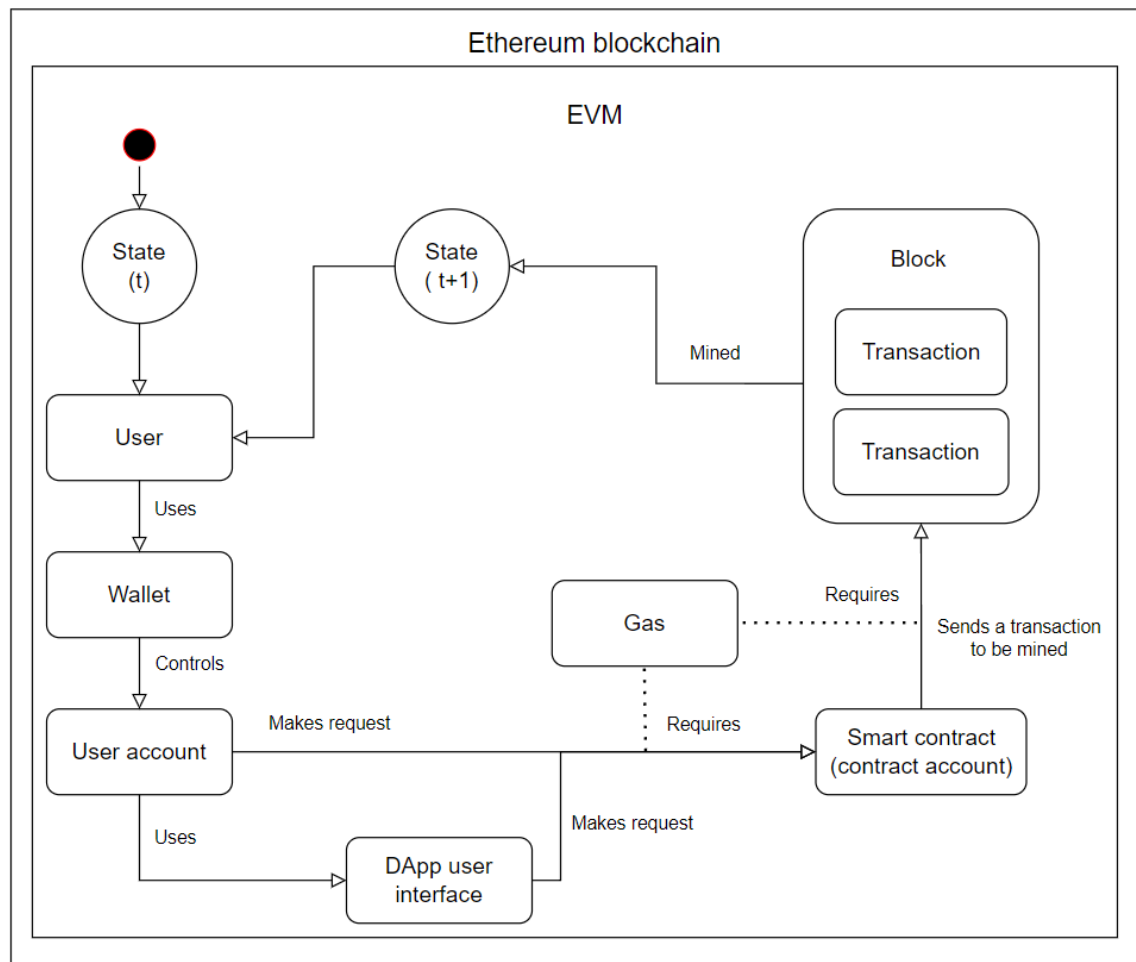 Ethereum blockchain
EVM
State
(t)
State
( t+1)
Block
Transaction
Mined
Transaction
User
Uses
Wallet
Gas
Requires
Sends a transaction
to be mined
Controls
User account
Makes request
Requires
Smart contract
(contract account)
Uses
Makes request
DApp user
interface